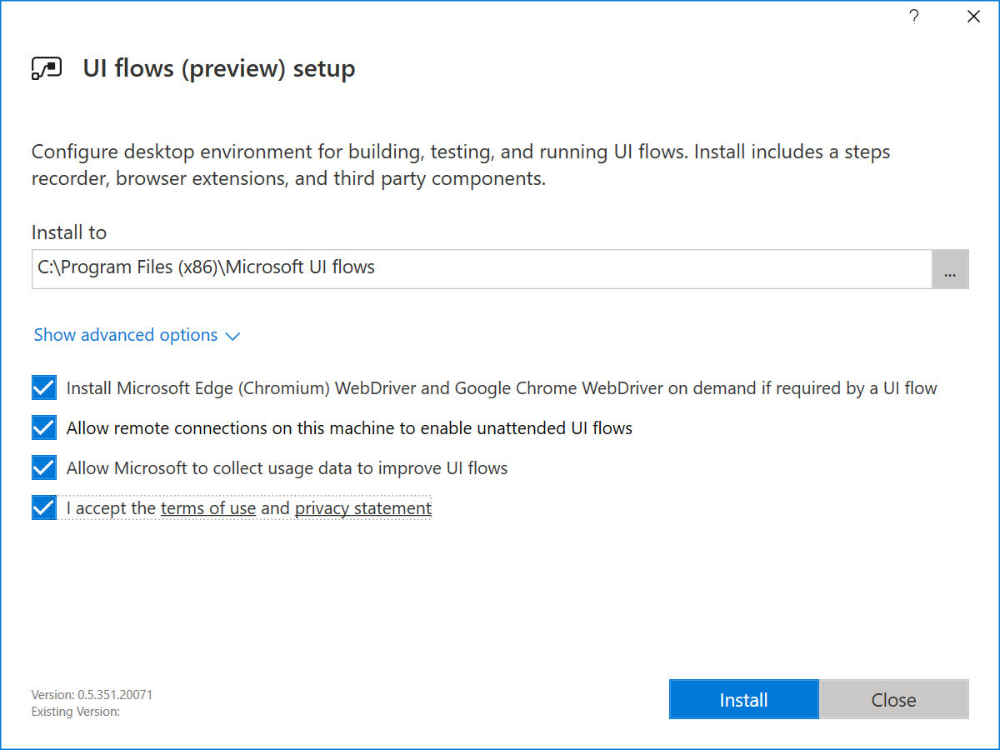 ?
UI flows (preview) setup
Configure desktop environment for building, testing, and running UI flows. Install includes a steps
recorder, browser extensions, and third party components.
Install to
C:\Program Files (x86)\Microsoft UI flows
...
Show advanced options
Install Microsoft Edge (Chromium) WebDriver and Google Chrome WebDriver on demand if required by a UI flow
Allow remote connections on this machine to enable unattended UI flows
Allow Microsoft to collect usage data to improve UI flows
I accept the terms of use and privacy statement
Version: 0.5.351.20071
Existing Version:
Install
Close